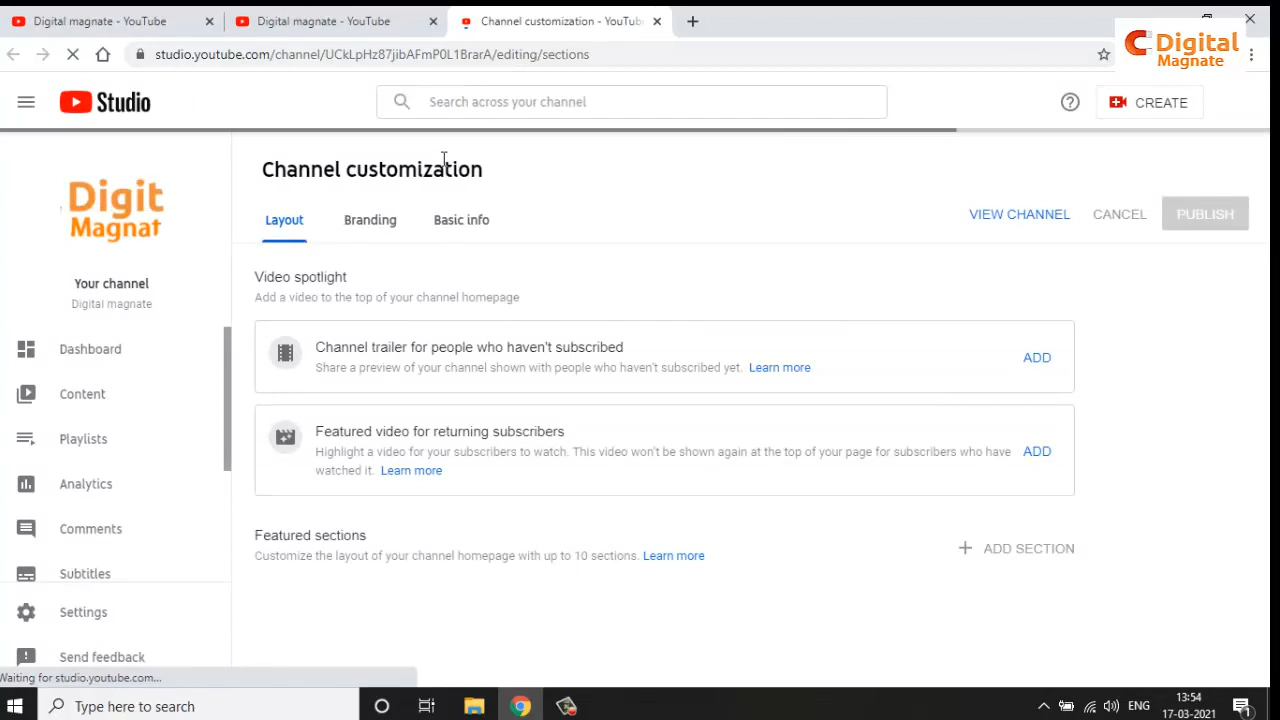 Digital magnate - YouTube
Digital magnate - YouTube
Channel customization - YouTub
Digital
Magnate
studio.youtube.com/channel/UCkLpHz87jibAFmP0L1BrarA/editing/sections
Studio
Search across your channel
CREATE
Digit
Magnat
Your channel
Digital magnate
Dashboard
Content
Playlists
Analytics
Comments
Subtitles
Settings
Send feedback
Channel customization
Layout
Branding
Basic info
VIEW CHANNEL
CANCEL
PUBLISH
Video spotlight
Add a video to the top of your channel homepage
Channel trailer for people who haven't subscribed
Share a preview of your channel shown with people who haven't subscribed yet. Learn more
ADD
Featured video for returning subscribers
Highlight a video for your subscribers to watch. This video won't be shown again at the top of your page for subscribers who have
watched it. Learn more
ADD
Featured sections
Customize the layout of your channel homepage with up to 10 sections. Learn more
ADD SECTION
Waiting for studio.youtube.com...
Type here to search
ENG
13:54
17-03-2021
1